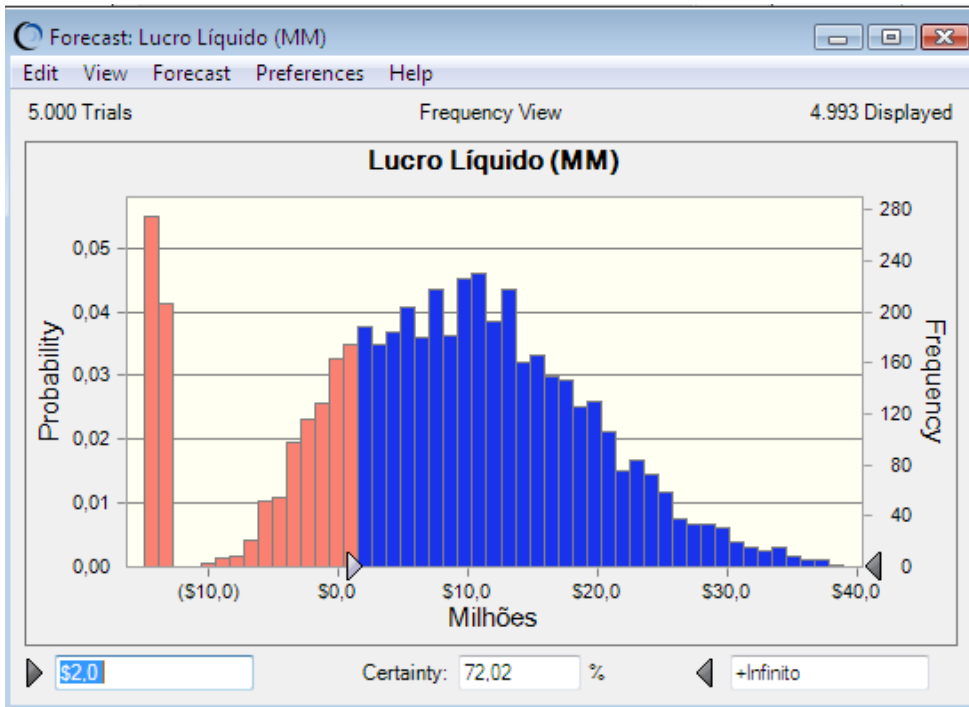 Forecast: Lucro Líquido (MM)
Edit View Forecast Preferences Help
5.000 Trials Frequency View 4.993 Displayed
Lucro Líquido (MM)
Probability
0,05
0,04
0,03
0,02
0,01
0,00
280
240
200
160
120
80
40
0
Frequency
($10,0) $0,0 $10,0 $20,0 $30,0 $40,0
Milhões
$2,0 Certainty: 72,02 % +Infinito